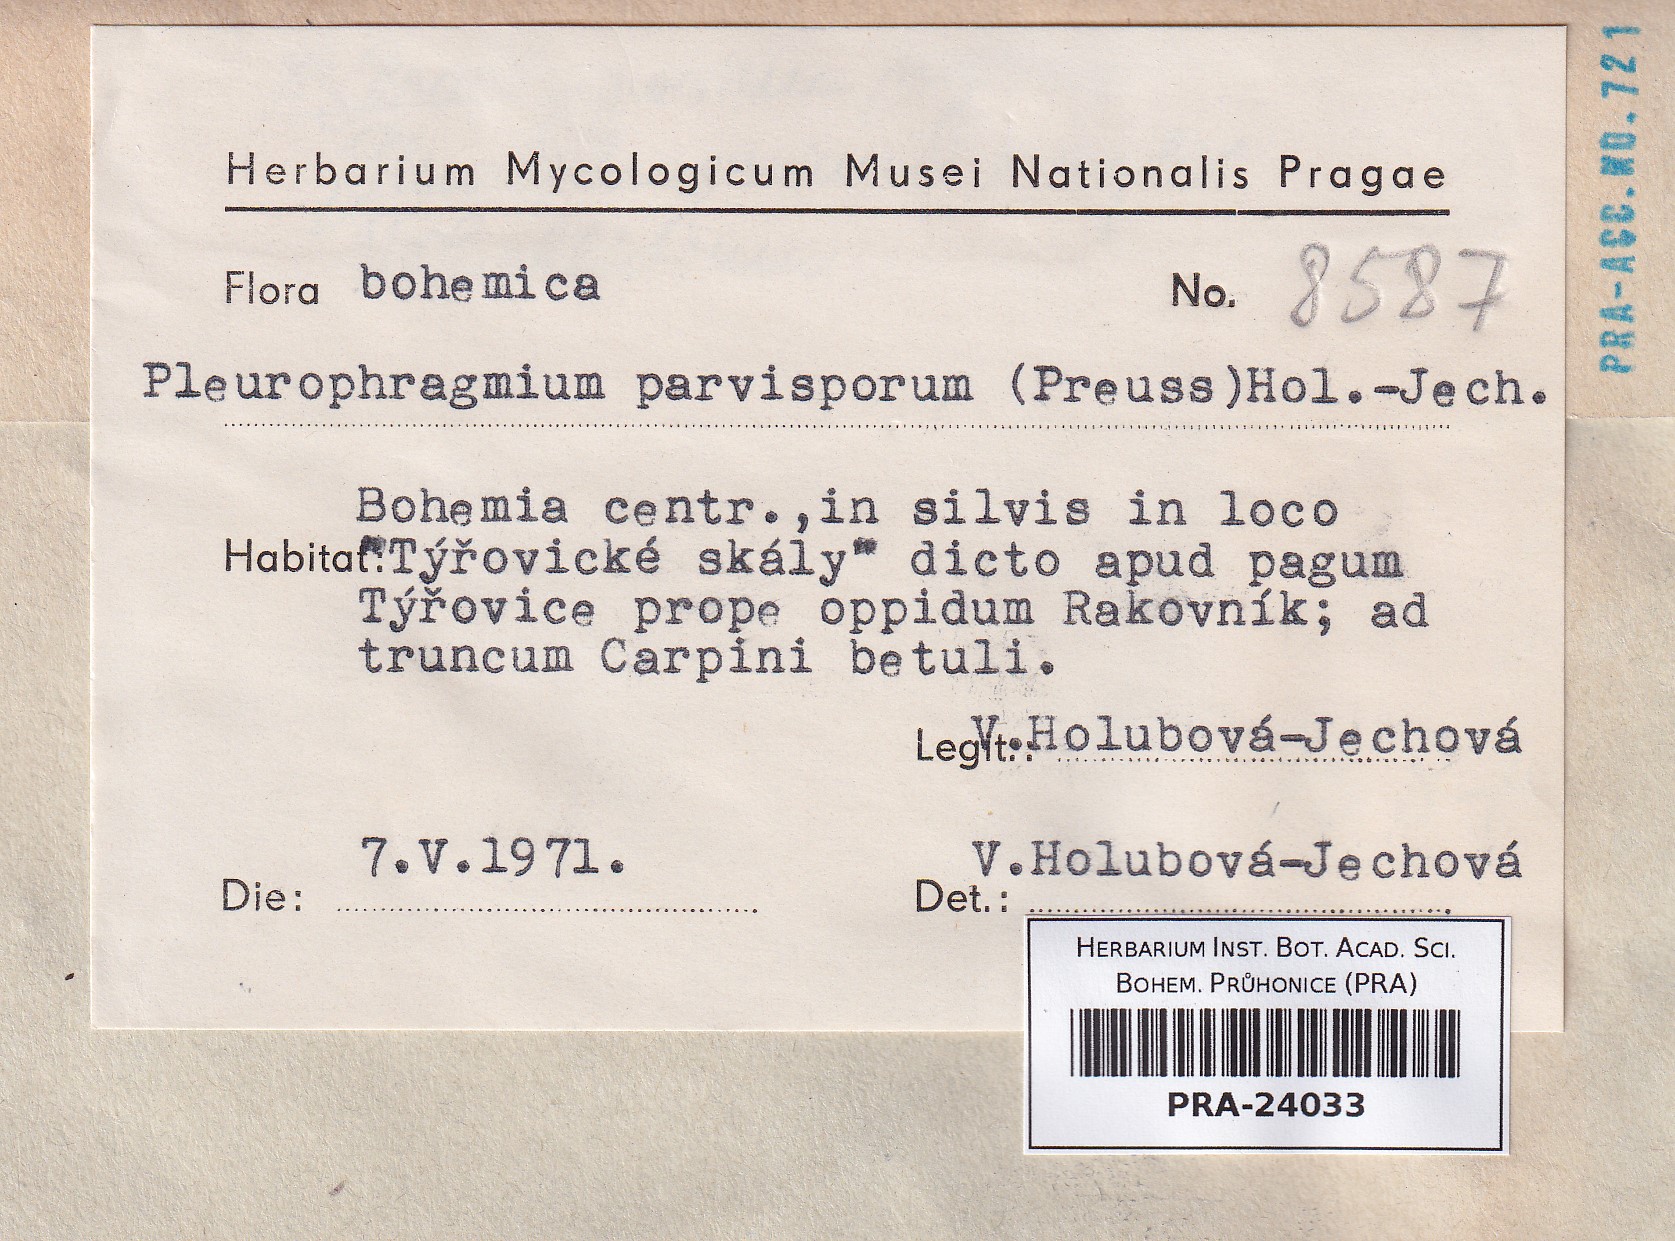 Herbarium Mycologicum Musei Nationalis Pragae
Flora bohemica No. 8587
Pleurophragmium parvisporum (Preuss)Hol.-Jech.
Bohemia centr.,in silvis in loco
Habitat: "Týřovické skály" dicto apud pagum
Týřovice prope oppidum Rakovník; ad
truncum Carpini betuli.
Legit.: V.Holubová-Jechová
Die: 7.V.1971.
Det.: V.Holubová-Jechová
HERBARIUM INST. BOT. ACAD. SCI.
BOHEM. PRŮHONICE (PRA)
PRA-24033
PRA-ACC.NO.721